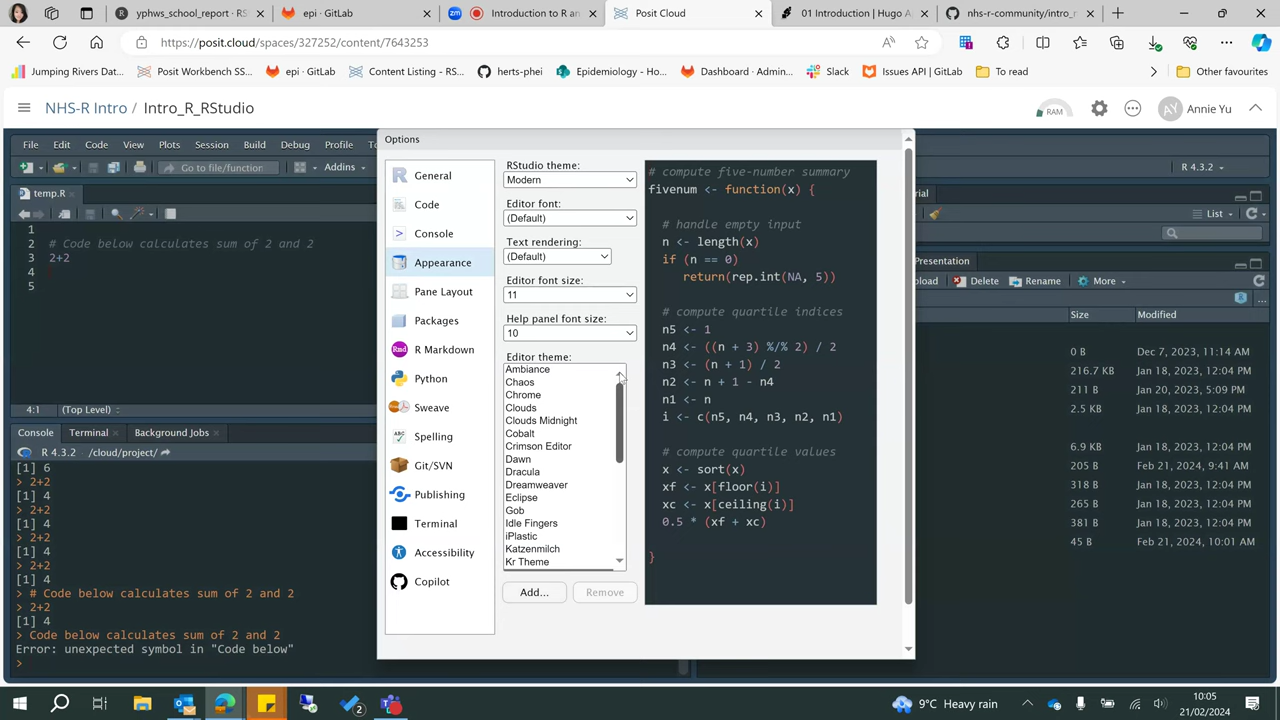 yphws_school_report - RS
epi · GitLab
Introduction to R an
Posit Cloud
01 Introduction | Hugo A
nhs-r-community/intro_r
https://posit.cloud/spaces/327252/content/7643253
Jumping Rivers Dat...
Posit Workbench SS...
epi · GitLab
Content Listing - RS...
herts-phei
Epidemiology - Ho...
Dashboard · Admin...
Slack
Issues API | GitLab
To read
Other favourites
NHS-R Intro / Intro_R_RStudio
RAM
AY
Annie Yu
File Edit Code View Plots Session Build Debug Profile
Go to file/function
Addins
R 4.3.2
temp.R
1
2 # Code below calculates sum of 2 and 2
3 2+2
4
5
4:1 (Top Level)
Console Terminal Background Jobs
R 4.3.2 · /cloud/project/
[1] 6
> 2+2
[1] 4
> 2+2
[1] 4
> 2+2
[1] 4
> 2+2
[1] 4
> # Code below calculates sum of 2 and 2
> 2+2
[1] 4
> Code below calculates sum of 2 and 2
Error: unexpected symbol in "Code below"
>
Options
General
Code
Console
Appearance
Pane Layout
Packages
Rmd
R Markdown
Python
Sweave
ABC
Spelling
Git/SVN
Publishing
Terminal
Accessibility
Copilot
RStudio theme:
Modern
Editor font:
(Default)
Text rendering:
(Default)
Editor font size:
11
Help panel font size:
10
Editor theme:
Ambiance
Chaos
Chrome
Clouds
Clouds Midnight
Cobalt
Crimson Editor
Dawn
Dracula
Dreamweaver
Eclipse
Gob
Idle Fingers
iPlastic
Katzenmilch
Kr Theme
Add...
Remove
# compute five-number summary
fivenum <- function(x) {
# handle empty input
n <- length(x)
if (n == 0)
return(rep.int(NA, 5))
# compute quartile indices
n5 <- 1
n4 <- ((n + 3) %/% 2) / 2
n3 <- (n + 1) / 2
n2 <- n + 1 - n4
n1 <- n
i <- c(n5, n4, n3, n2, n1)
# compute quartile values
x <- sort(x)
xf <- x[floor(i)]
xc <- x[ceiling(i)]
0.5 * (xf + xc)
}
rial
List
Presentation
load
Delete
Rename
More
Size Modified
0 B Dec 7, 2023, 11:14 AM
216.7 KB Jan 18, 2023, 12:04 PM
211 B Jan 20, 2023, 5:09 PM
2.5 KB Jan 18, 2023, 12:04 PM
6.9 KB Jan 18, 2023, 12:04 PM
205 B Feb 21, 2024, 9:41 AM
318 B Jan 18, 2023, 12:04 PM
265 B Jan 18, 2023, 12:04 PM
381 B Jan 18, 2023, 12:04 PM
45 B Feb 21, 2024, 10:01 AM
9°C Heavy rain
10:05
21/02/2024